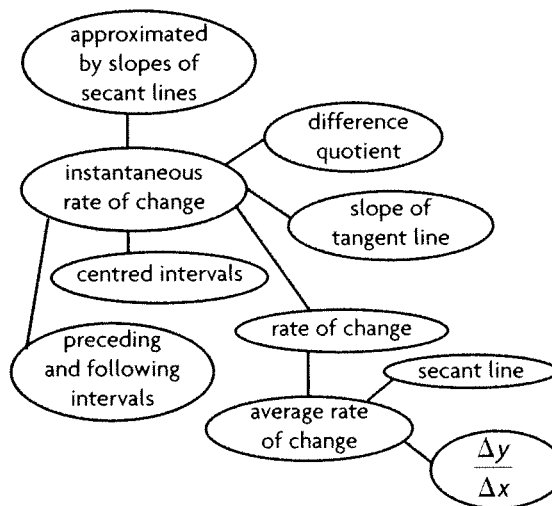 approximated
by slopes of
secant lines
difference
quotient
instantaneous
rate of change
slope of
tangent line
centred intervals
rate of change
preceding
and following
intervals
secant line
average rate
of change
Δy
Δx